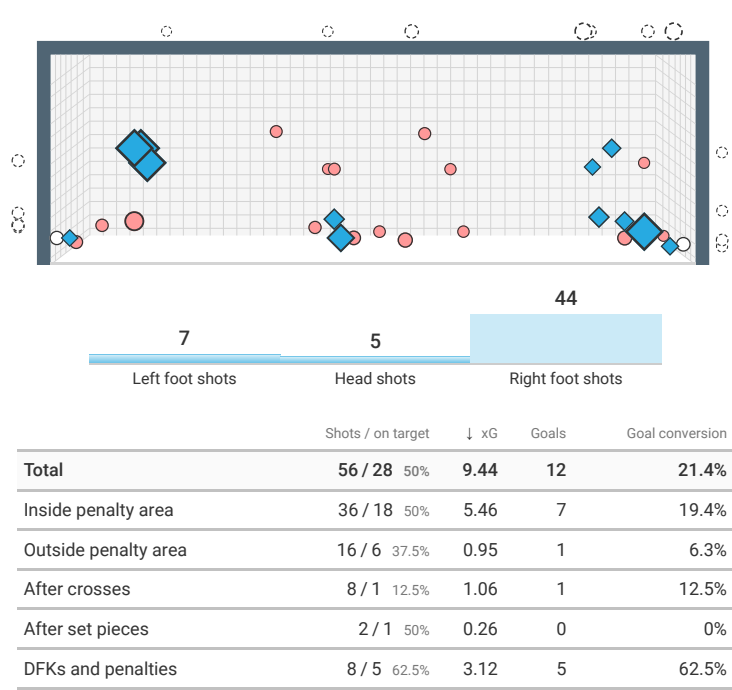 44
7
5
Left foot shots Head shots Right foot shots
Shots / on target ↓ xG Goals Goal conversion
Total 56 / 28 50% 9.44 12 21.4%
Inside penalty area 36 / 18 50% 5.46 7 19.4%
Outside penalty area 16 / 6 37.5% 0.95 1 6.3%
After crosses 8 / 1 12.5% 1.06 1 12.5%
After set pieces 2 / 1 50% 0.26 0 0%
DFKs and penalties 8 / 5 62.5% 3.12 5 62.5%